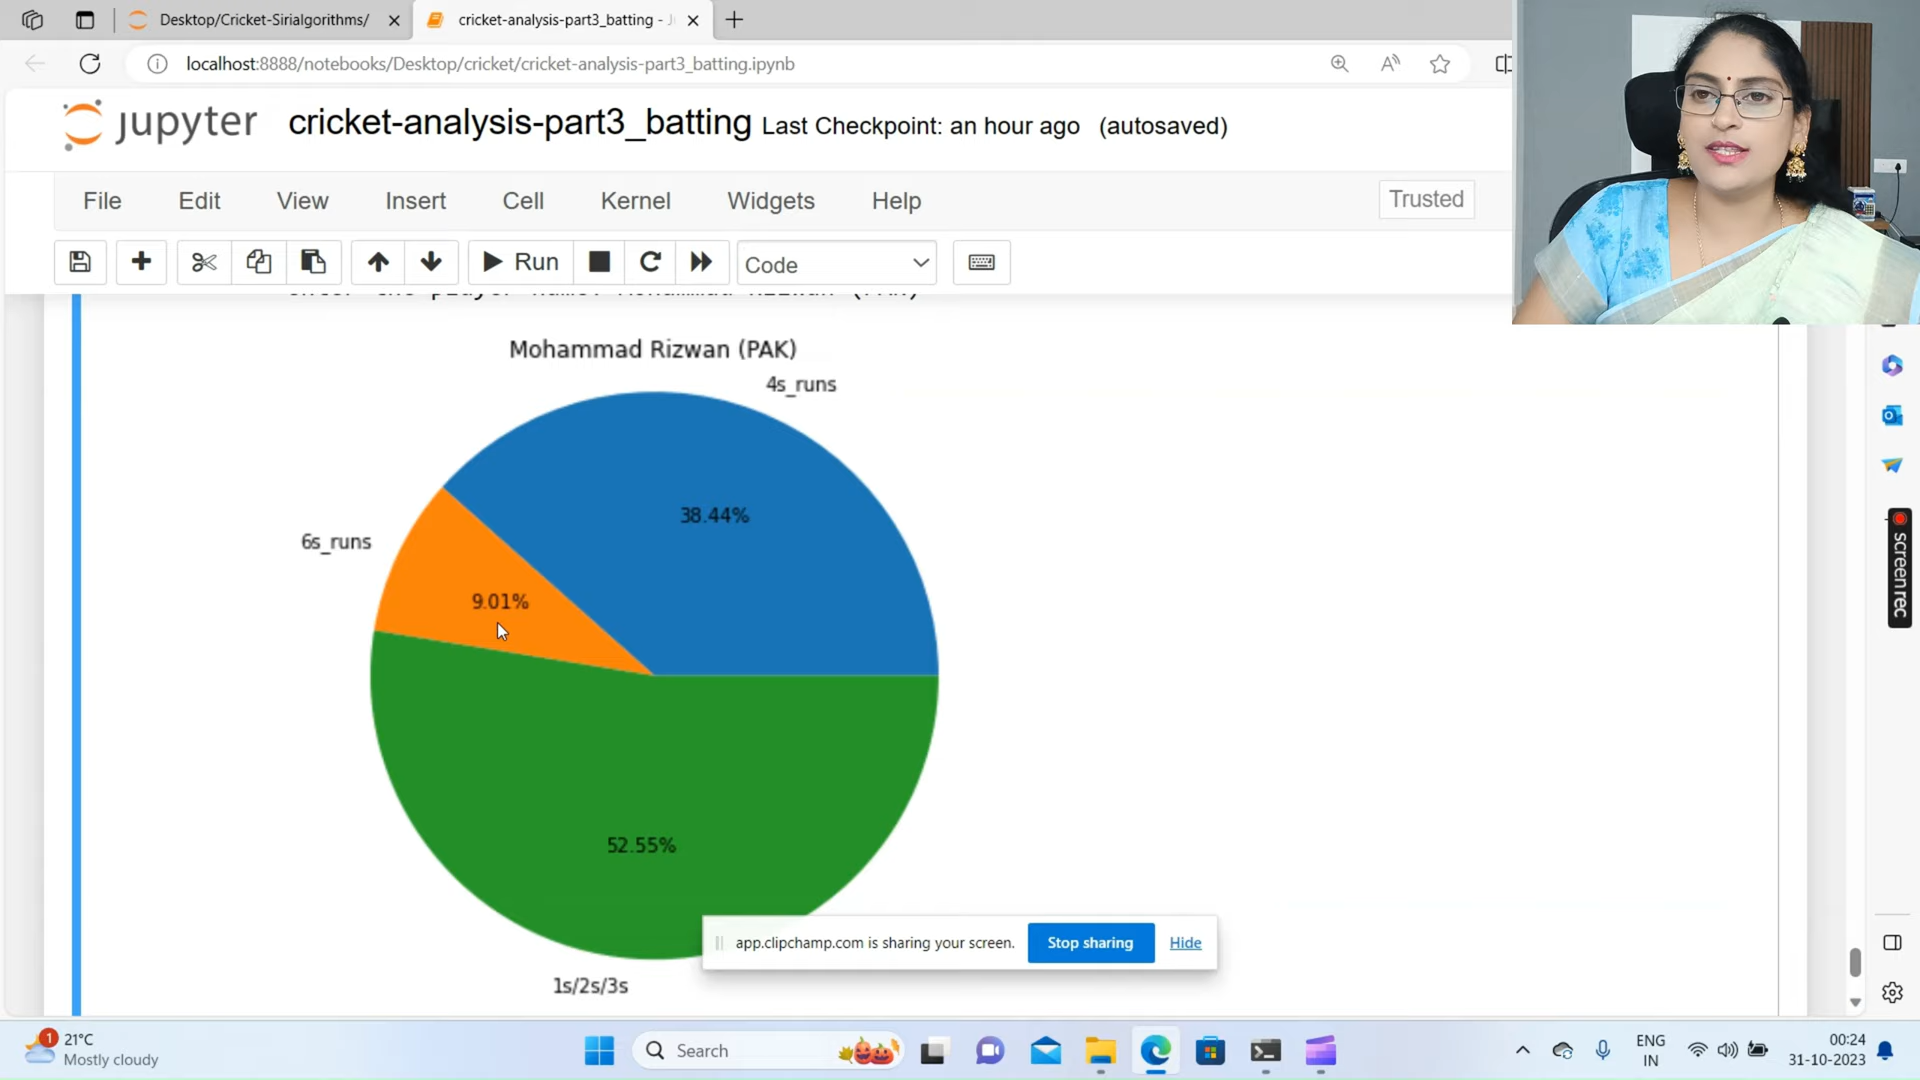 Desktop/Cricket-Sirialgorithms/
cricket-analysis-part3_batting - J
localhost:8888/notebooks/Desktop/cricket/cricket-analysis-part3_batting.ipynb
jupyter cricket-analysis-part3_batting Last Checkpoint: an hour ago (autosaved)
File Edit View Insert Cell Kernel Widgets Help Trusted
Run Code
Mohammad Rizwan (PAK)
4s_runs
38.44%
6s_runs
9.01%
52.55%
1s/2s/3s
screenrec
app.clipchamp.com is sharing your screen. Stop sharing Hide
1
21°C
Mostly cloudy
Search
ENG
IN
00:24
31-10-2023